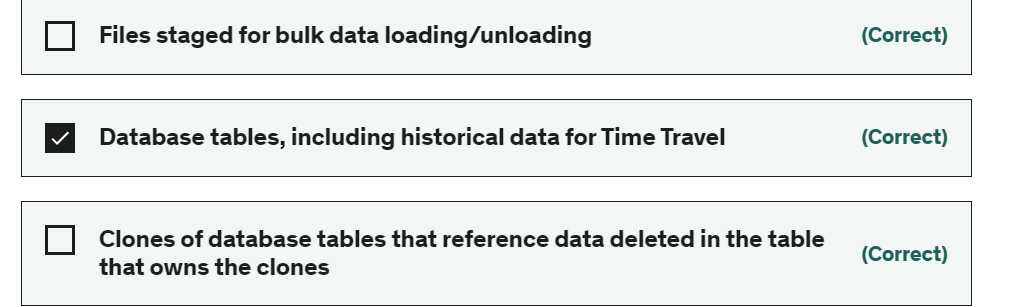 Files staged for bulk data loading/unloading (Correct)
Database tables, including historical data for Time Travel (Correct)
Clones of database tables that reference data deleted in the table
that owns the clones
(Correct)